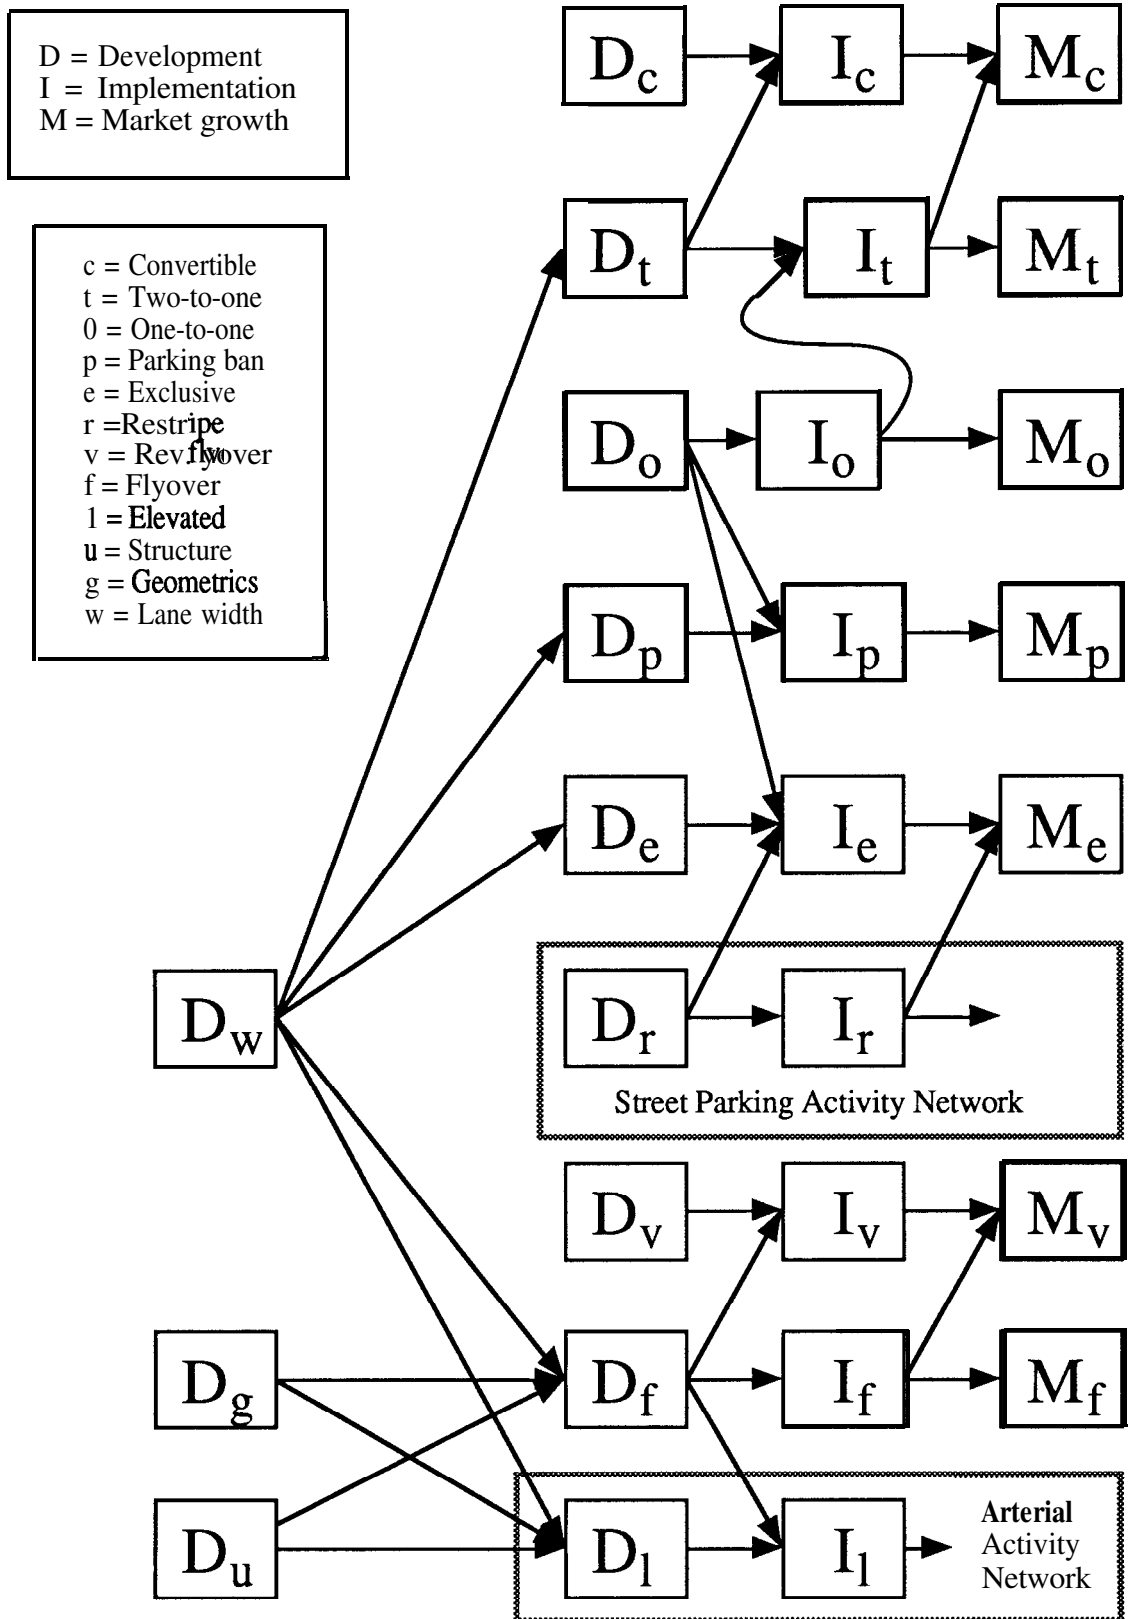 D = Development
I = Implementation
M = Market growth
c = Convertible
t = Two-to-one
0 = One-to-one
p = Parking ban
e = Exclusive
r =Restripe
v = Rev.flyover
f = Flyover
1 = Elevated
u = Structure
g = Geometrics
w = Lane width
Dc Ic Mc
Dt It Mt
Do Io Mo
Dp Ip Mp
De Ie Me
Dw Dr Ir
Street Parking Activity Network
Dv Iv Mv
Dg Df If Mf
Du Dl Il
Arterial
Activity
Network